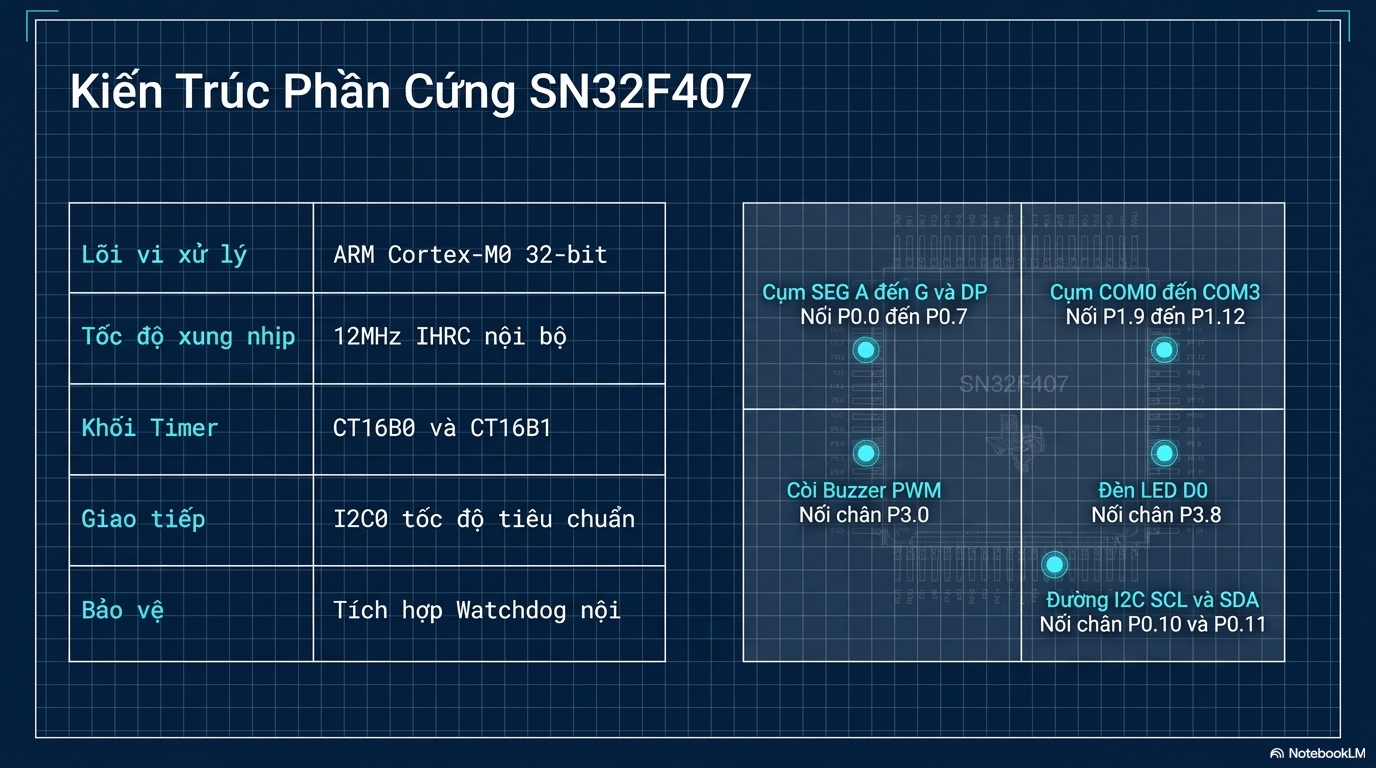 Kiến Trúc Phần Cứng SN32F407
Lõi vi xử lý
ARM Cortex-M0 32-bit
Tốc độ xung nhịp
12MHz IHRC nội bộ
Khối Timer
CT16B0 và CT16B1
Giao tiếp
I2C0 tốc độ tiêu chuẩn
Bảo vệ
Tích hợp Watchdog nội
Cụm SEG A đến G và DP
Nối P0.0 đến P0.7
Cụm COM0 đến COM3
Nối P1.9 đến P1.12
SN32F407
Còi Buzzer PWM
Nối chân P3.0
Đèn LED D0
Nối chân P3.8
Đường I2C SCL và SDA
Nối chân P0.10 và P0.11
NotebookLM